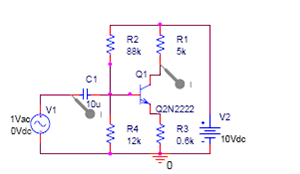 R2
88k
R1
5k
Q1
C1
10u
Q2N2222
1Vac
0Vdc
V1
R4
12k
R3
0.6k
V2
10Vdc
I
I
0